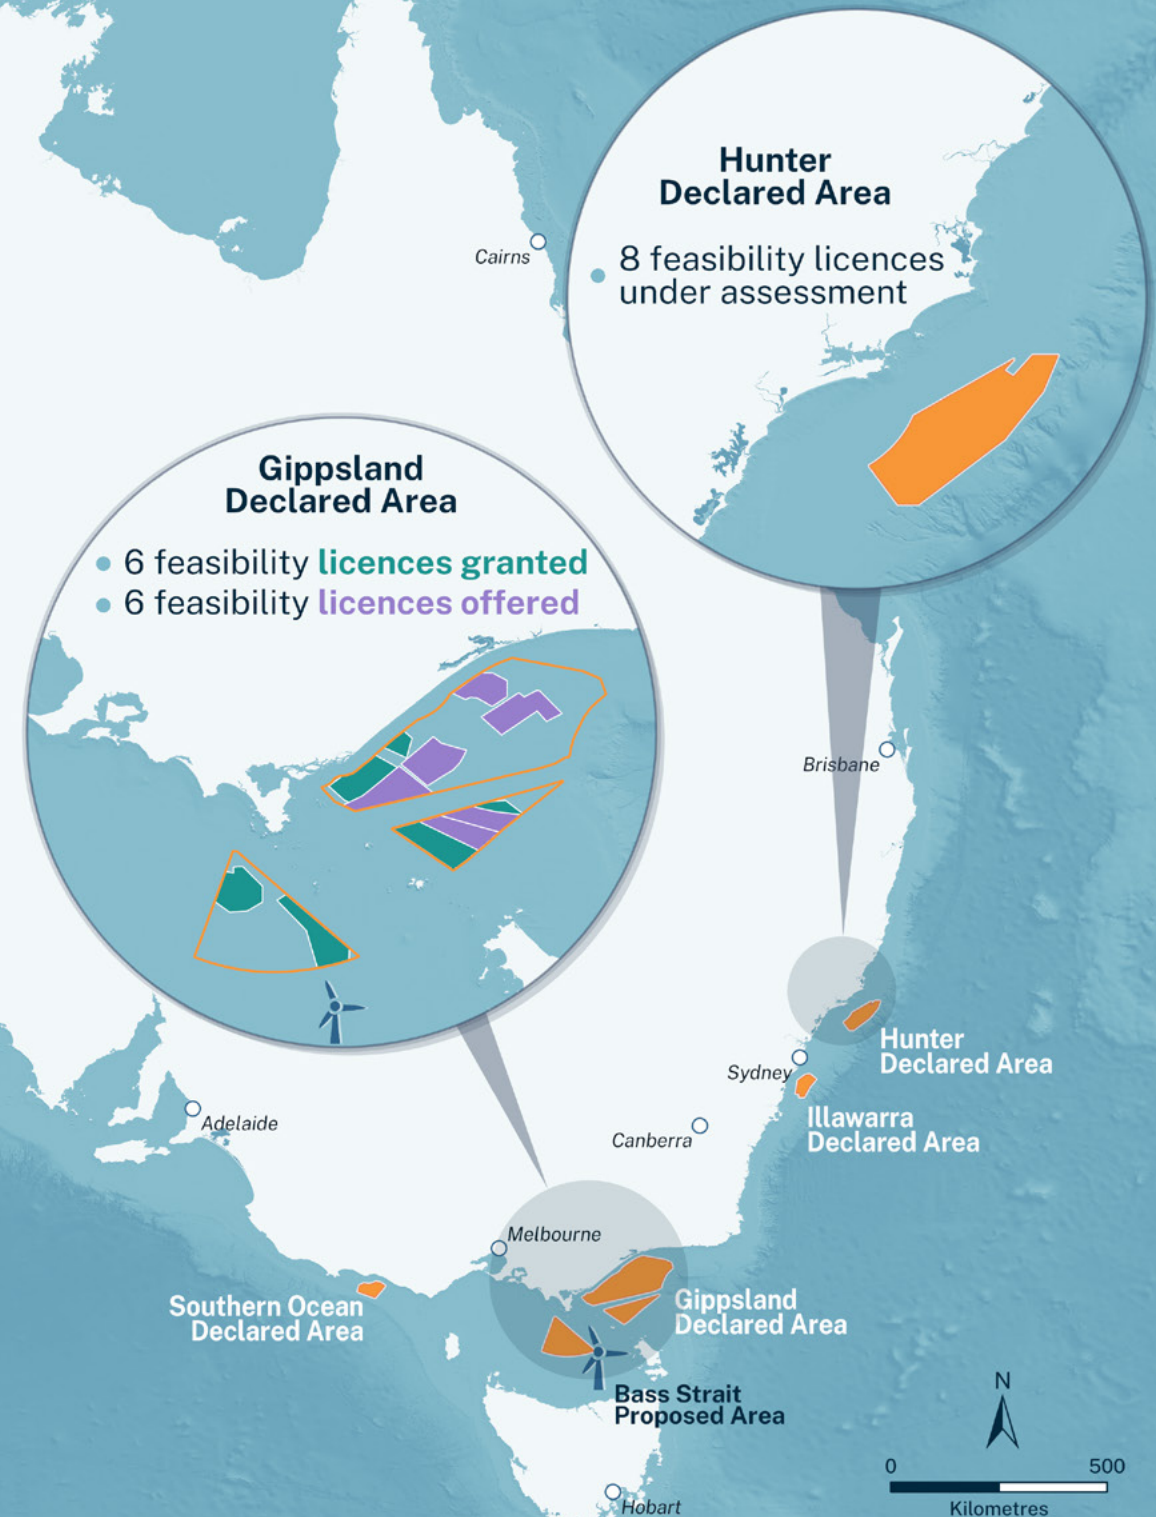 Hunter
Declared Area
8 feasibility licences
under assessment
Cairns
Gippsland
Declared Area
6 feasibility licences granted
6 feasibility licences offered
Brisbane
Hunter
Declared Area
Sydney
Illawarra
Declared Area
Adelaide
Canberra
Melbourne
Southern Ocean
Declared Area
Gippsland
Declared Area
Bass Strait
Proposed Area
N
0 500
Kilometres
Hobart